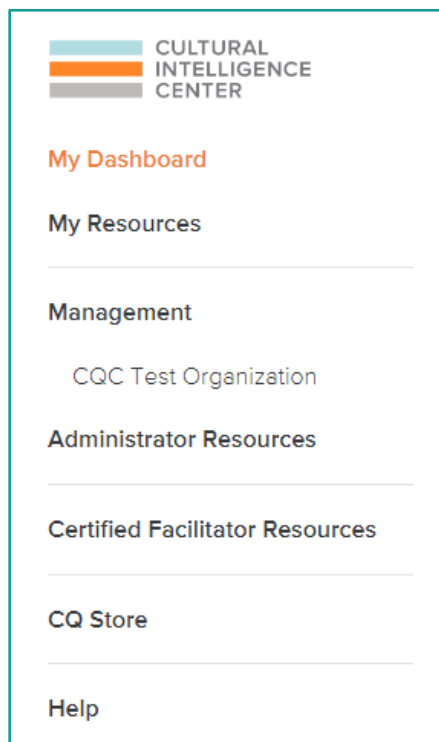 CULTURAL
INTELLIGENCE
CENTER
My Dashboard
My Resources
Management
CQC Test Organization
Administrator Resources
Certified Facilitator Resources
CQ Store
Help